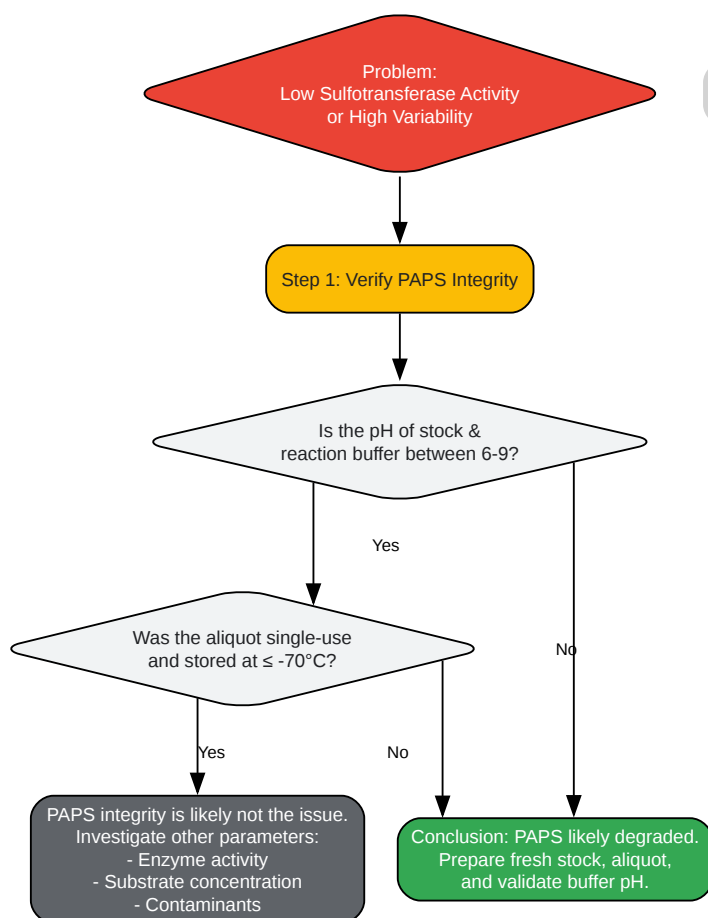 Problem:
Low Sulfotransferase Activity
or High Variability
Step 1: Verify PAPS Integrity
Is the pH of stock &
reaction buffer between 6-9?
Yes
Was the aliquot single-use
and stored at ≤ -70°C?
No
Yes
No
PAPS integrity is likely not the issue.
Investigate other parameters:
- Enzyme activity
- Substrate concentration
- Contaminants
Conclusion: PAPS likely degraded.
Prepare fresh stock, aliquot,
and validate buffer pH.